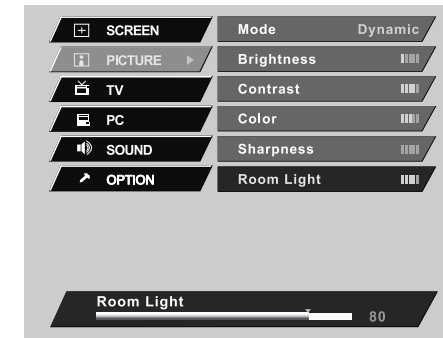 SCREEN
PICTURE
TV
PC
SOUND
OPTION
Mode Dynamic
Brightness
Contrast
Color
Sharpness
Room Light
Room Light
80